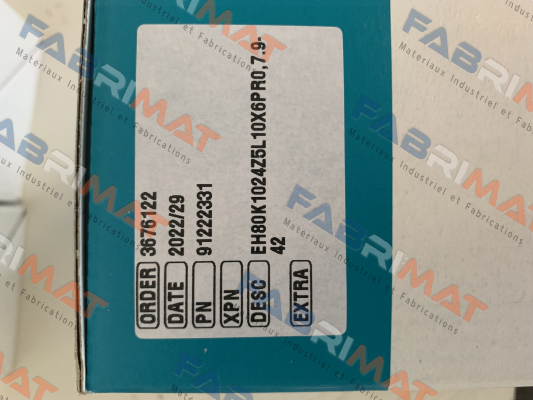 ORDER 3676122
DATE 2022/29
PN 91222331
XPN
DESC EH80K1024Z5L10X6PR0,7.9-
42
EXTRA
FABRIMAT
Materiaux Industriel et Fabrications